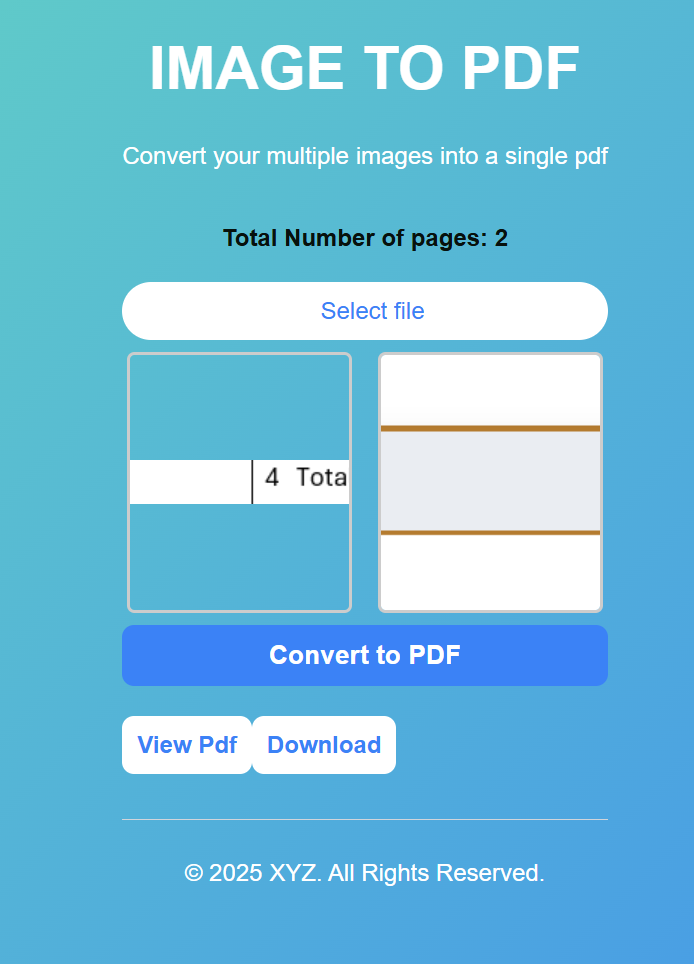 IMAGE TO PDF
Convert your multiple images into a single pdf
Total Number of pages: 2
Select file
4 Tota
Convert to PDF
View Pdf Download
© 2025 XYZ. All Rights Reserved.